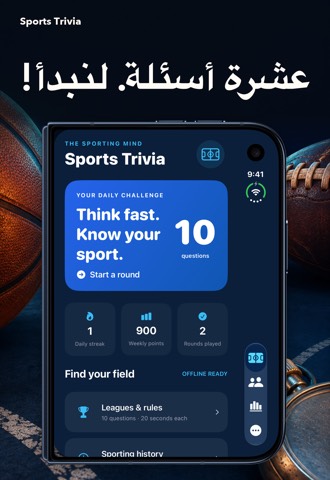 Sports Trivia
عشرة أسئلة. لنبدأ!
THE SPORTING MIND
Sports Trivia
9:41
YOUR DAILY CHALLENGE
Think fast.
Know your
sport.
10
questions
Start a round
1
Daily streak
900
Weekly points
2
Rounds played
Find your field
OFFLINE READY
Leagues & rules
10 questions · 20 seconds each
Sporting history